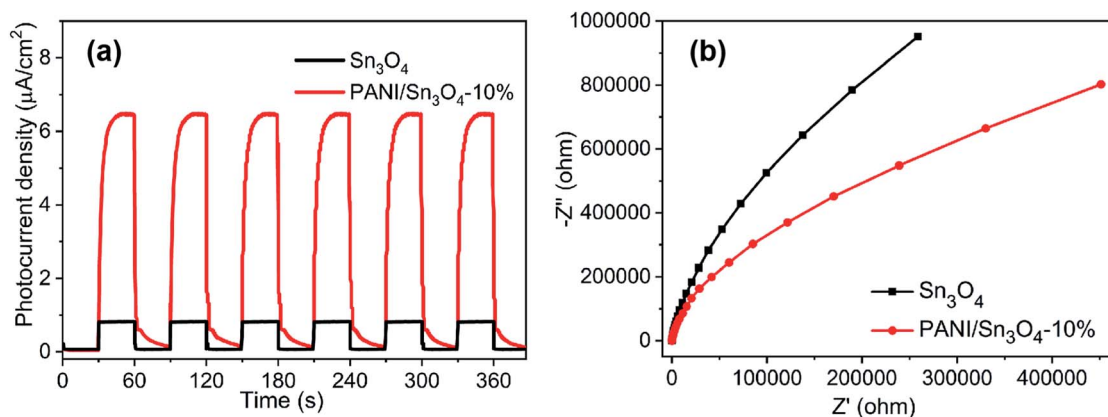 (a)
Sn₃O₄
PANI/Sn₃O₄-10%
Photocurrent density (μA/cm²)
8
6
4
2
0
0 60 120 180 240 300 360
Time (s)
(b)
1000000
800000
600000
400000
200000
0
-Z" (ohm)
Sn₃O₄
PANI/Sn₃O₄-10%
0 100000 200000 300000 400000
Z' (ohm)